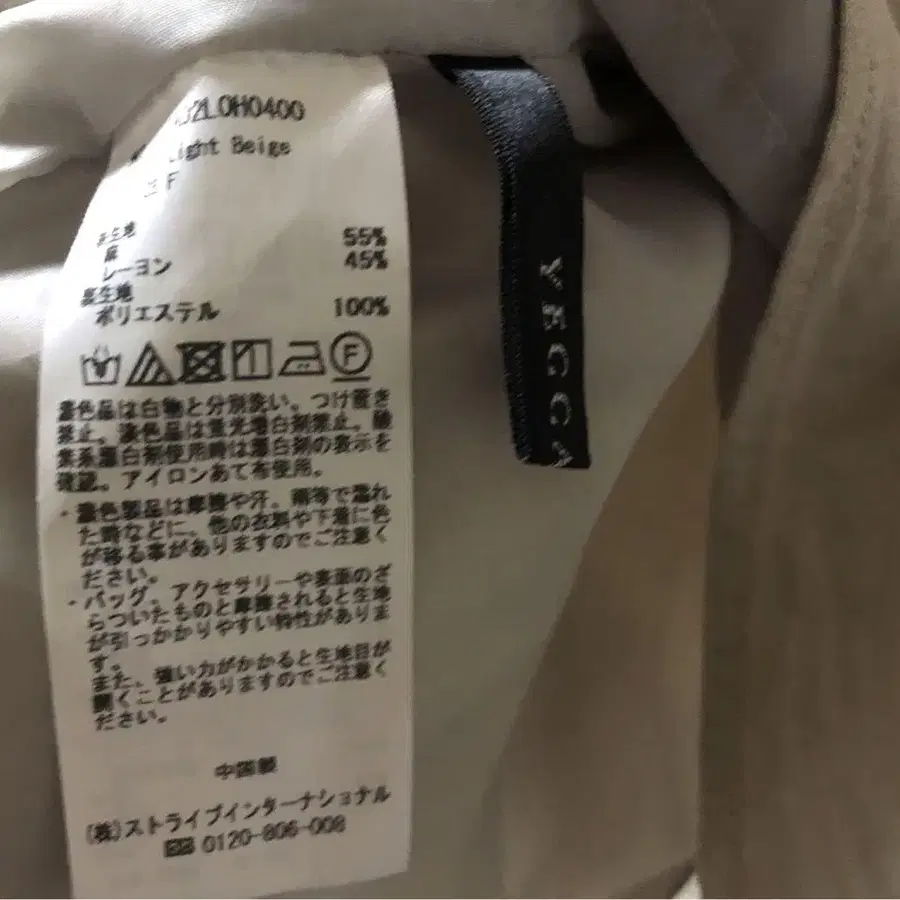 32L0H0400
Light Beige
F
表生地
麻 55%
レーヨン 45%
裏生地
ポリエステル 100%
F
濃色品は白物と分別洗い。つけ置き
禁止。淡色品は蛍光増白剤禁止。酸
素系漂白剤使用時は漂白剤の表示を
確認。アイロンあて布使用。
・濃色製品は摩擦や汗、雨等で濡れ
た時などに、他の衣料や下着に色
が移る事がありますのでご注意く
ださい。
・バッグ、アクセサリーや表面のざ
らついたものと摩擦されると生地
が引っかかりやすい特性がありま
す。
また、強い力がかかると生地目が
開くことがありますのでご注意く
ださい。
中国製
(株)ストライプインターナショナル
0120-806-008
YECCA